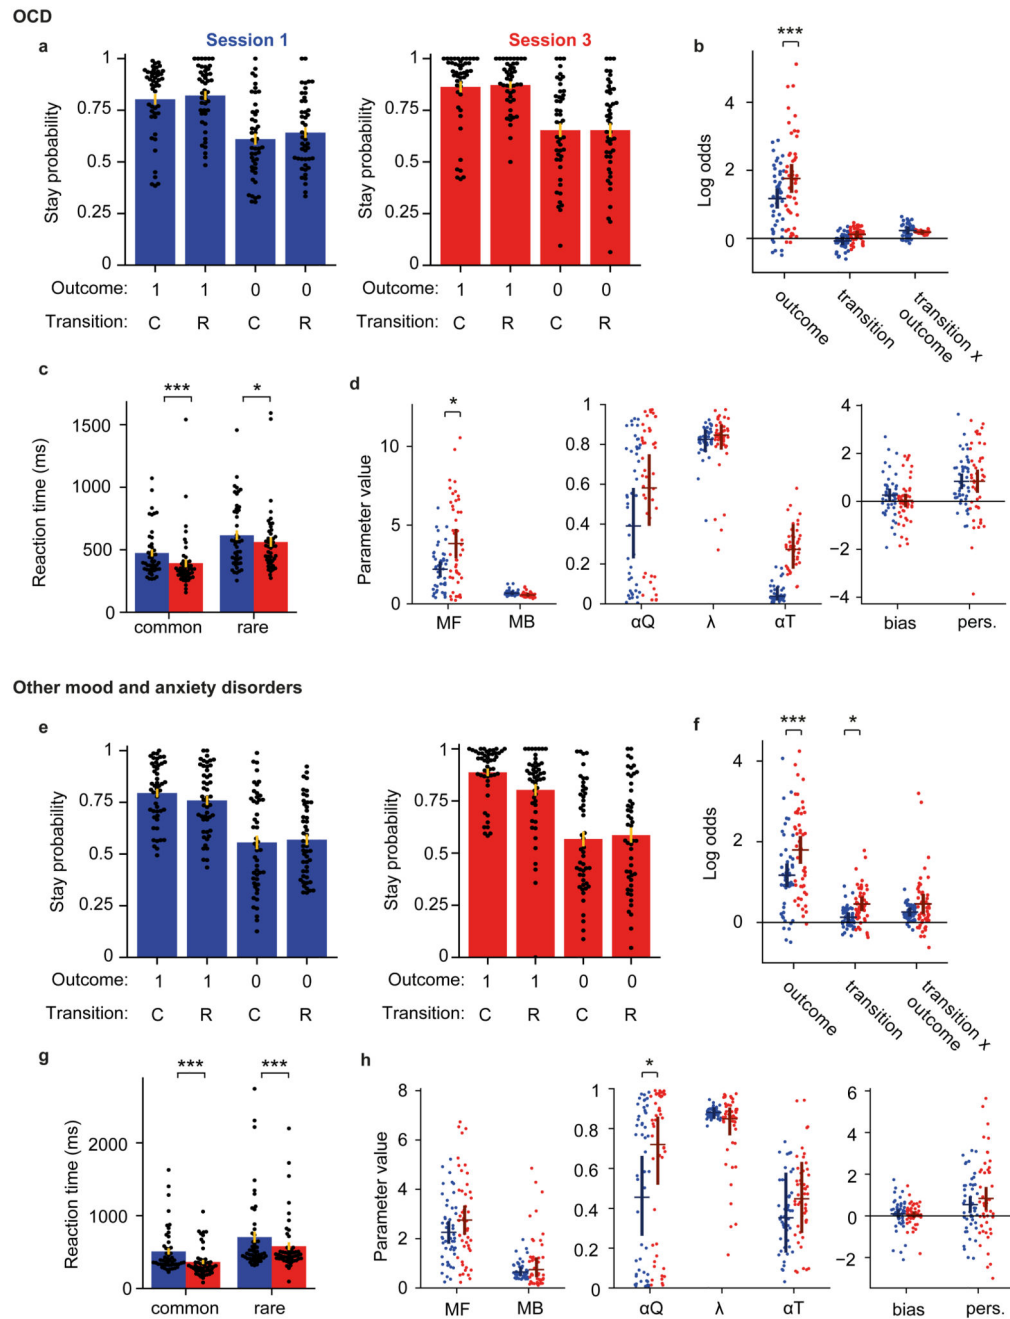 OCD
a
Session 1
Session 3
b
Stay probability
1
0.75
0.5
0.25
0
Outcome: 1 1 0 0
Transition: C R C R
Stay probability
1
0.75
0.5
0.25
0
Outcome: 1 1 0 0
Transition: C R C R
***
Log odds
4
2
0
outcome
transition
transition x
outcome
c
*** *
Reaction time (ms)
1500
1000
500
0
common rare
d
*
Parameter value
10
5
0
MF MB
1
0.8
0.6
0.4
0.2
0
αQ λ αT
4
2
0
−2
−4
bias pers.
Other mood and anxiety disorders
e
Stay probability
1
0.75
0.5
0.25
0
Outcome: 1 1 0 0
Transition: C R C R
Stay probability
1
0.75
0.5
0.25
0
Outcome: 1 1 0 0
Transition: C R C R
f
*** *
Log odds
4
2
0
outcome
transition
transition x
outcome
g
*** ***
Reaction time (ms)
2000
1000
0
common rare
h
Parameter value
8
6
4
2
0
MF MB
*
1
0.8
0.6
0.4
0.2
0
αQ λ αT
6
4
2
0
−2
bias pers.